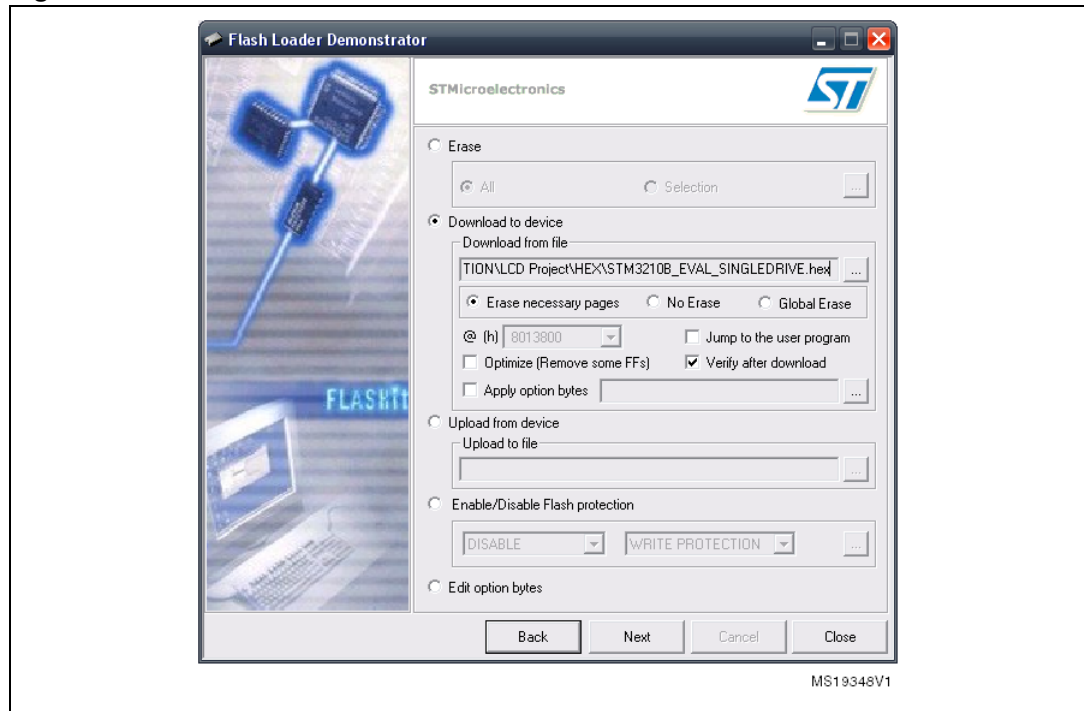 Flash Loader Demonstrator
STMicroelectronics
ST
Erase
All Selection ...
Download to device
Download from file
TION\LCD Project\HEX\STM3210B_EVAL_SINGLEDRIVE.hex ...
Erase necessary pages No Erase Global Erase
@ (h) 8013800 Jump to the user program
Optimize (Remove some FFs) Verify after download
Apply option bytes ...
Upload from device
Upload to file
...
Enable/Disable Flash protection
DISABLE WRITE PROTECTION ...
Edit option bytes
Back Next Cancel Close
MS19348V1